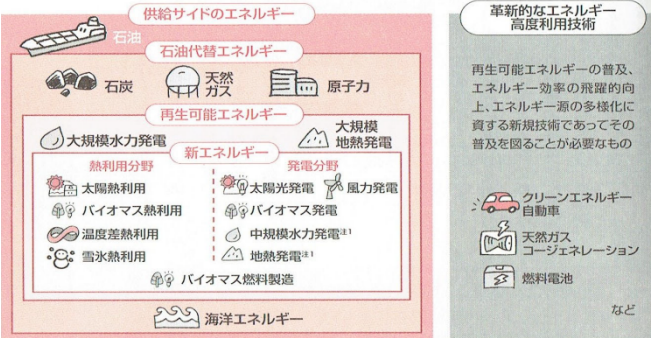 供給サイドのエネルギー
石油
石油代替エネルギー
石炭
天然
ガス
原子力
再生可能エネルギー
大規模水力発電
大規模
地熱発電
新エネルギー
熱利用分野
太陽熱利用
バイオマス熱利用
温度差熱利用
雪氷熱利用
発電分野
太陽光発電
風力発電
バイオマス発電
中規模水力発電注1
地熱発電注1
バイオマス燃料製造
海洋エネルギー
革新的なエネルギー
高度利用技術
再生可能エネルギーの普及、
エネルギー効率の飛躍的向
上、エネルギー源の多様化に
資する新規技術であってその
普及を図ることが必要なもの
クリーンエネルギー
自動車
天然ガス
コージェネレーション
燃料電池
など